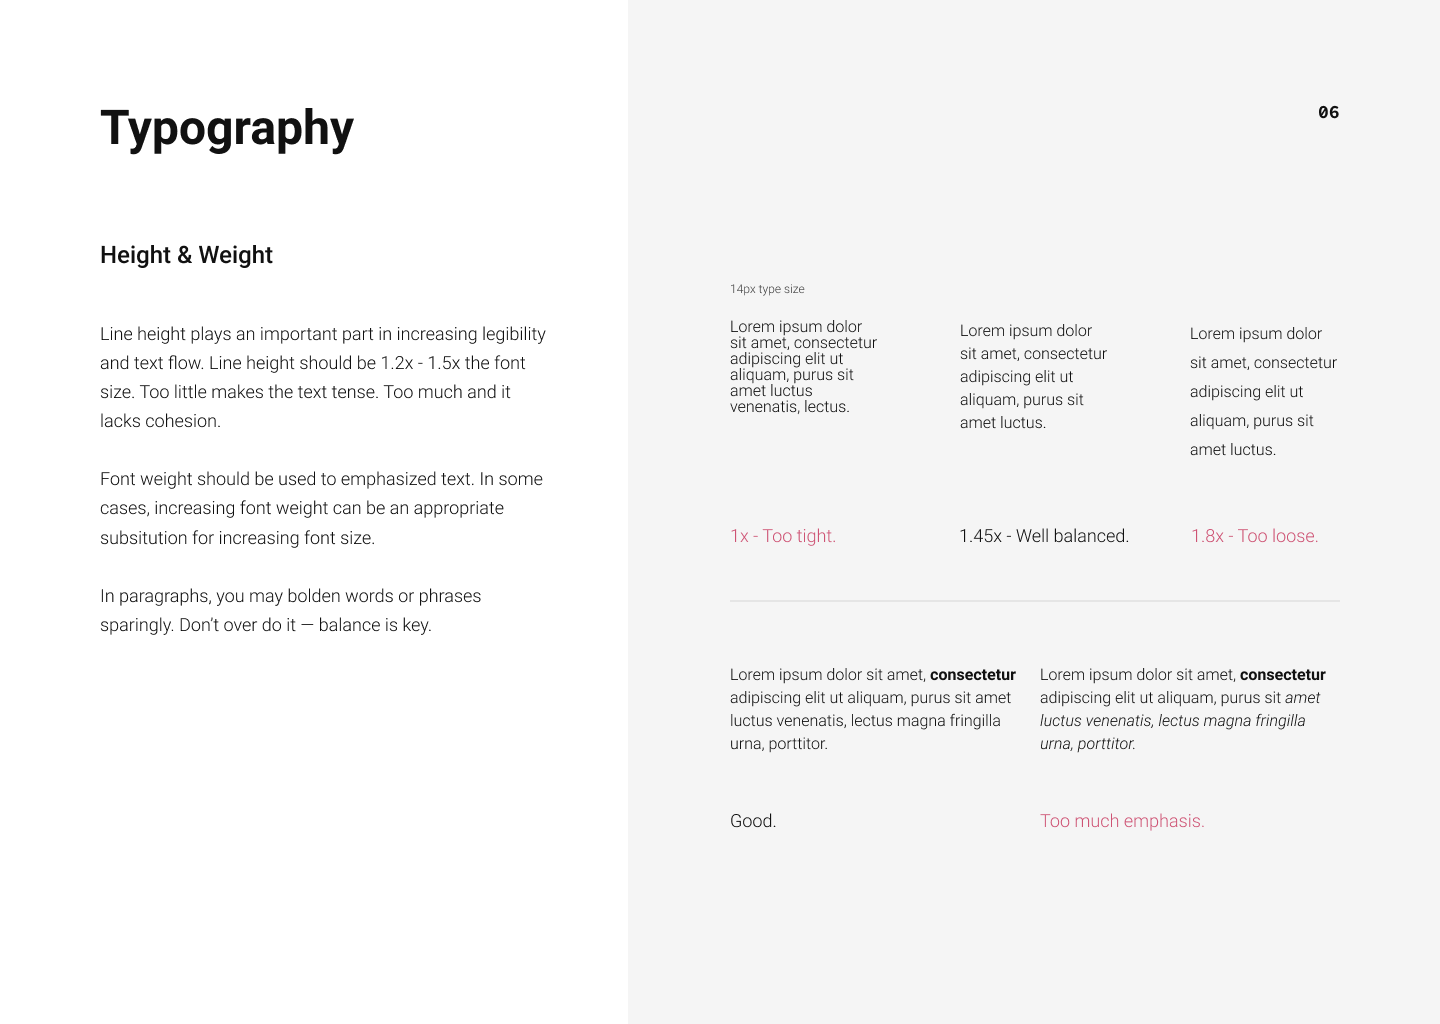 Typography
06
Height & Weight
Line height plays an important part in increasing legibility
and text flow. Line height should be 1.2x - 1.5x the font
size. Too little makes the text tense. Too much and it
lacks cohesion.
Font weight should be used to emphasized text. In some
cases, increasing font weight can be an appropriate
subsitution for increasing font size.
In paragraphs, you may bolden words or phrases
sparingly. Don’t over do it — balance is key.
14px type size
Lorem ipsum dolor
sit amet, consectetur
adipiscing elit ut
aliquam, purus sit
amet luctus
venenatis, lectus.
Lorem ipsum dolor
sit amet, consectetur
adipiscing elit ut
aliquam, purus sit
amet luctus.
Lorem ipsum dolor
sit amet, consectetur
adipiscing elit ut
aliquam, purus sit
amet luctus.
1x - Too tight.
1.45x - Well balanced.
1.8x - Too loose.
Lorem ipsum dolor sit amet, consectetur
adipiscing elit ut aliquam, purus sit amet
luctus venenatis, lectus magna fringilla
urna, porttitor.
Lorem ipsum dolor sit amet, consectetur
adipiscing elit ut aliquam, purus sit amet
luctus venenatis, lectus magna fringilla
urna, porttitor.
Good.
Too much emphasis.